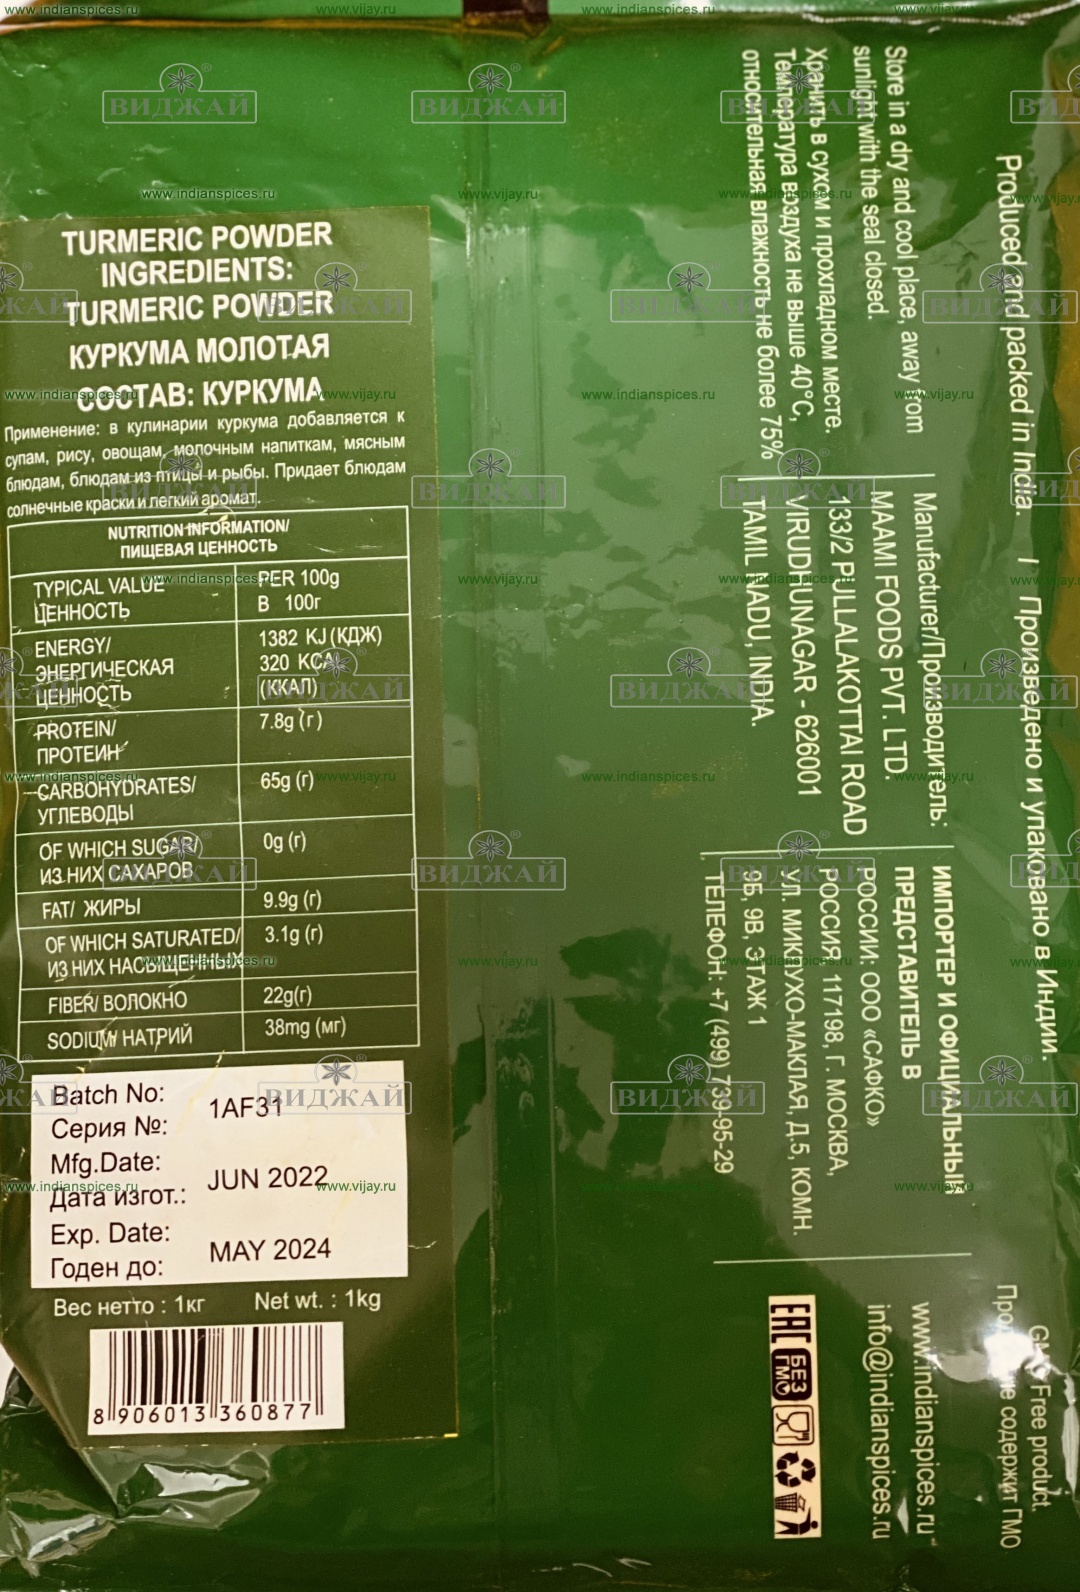 TURMERIC POWDER
INGREDIENTS:
TURMERIC POWDER
КУРКУМА МОЛОТАЯ
СОСТАВ: КУРКУМА
Применение: в кулинарии куркума добавляется к
супам, рису, овощам, молочным напиткам, мясным
блюдам, блюдам из птицы и рыбы. Придает блюдам
солнечные краски и легкий аромат.
NUTRITION INFORMATION/
ПИЩЕВАЯ ЦЕННОСТЬ
TYPICAL VALUE PER 100g
ЦЕННОСТЬ В 100г
ENERGY/ 1382 KJ (КДЖ)
ЭНЕРГИЧЕСКАЯ 320 KCAL
ЦЕННОСТЬ (ККАЛ)
PROTEIN/ 7.8g (г)
ПРОТЕИН
CARBOHYDRATES/ 65g (г)
УГЛЕВОДЫ
OF WHICH SUGAR/ 0g (г)
ИЗ НИХ САХАРОВ
FAT/ ЖИРЫ 9.9g (г)
OF WHICH SATURATED/ 3.1g (г)
ИЗ НИХ НАСЫЩЕННЫХ
FIBER/ ВОЛОКНО 22g(г)
SODIUM/ НАТРИЙ 38mg (мг)
Batch No:
Серия №: 1AF31
Mfg.Date:
Дата изгот.: JUN 2022
Exp. Date:
Годен до: MAY 2024
Вес нетто : 1кг Net wt. : 1kg
8 906013 360877
Produced and packed in India. | Произведено и упаковано в Индии.
Store in a dry and cool place, away from
sunlight with the seal closed.
Хранить в сухом и прохладном месте.
Температура воздуха не выше 40°C,
относительная влажность не более 75%
Manufacturer/Производитель:
MAAMI FOODS PVT. LTD.
733/2 PULLALAKOTTAI ROAD
VIRUDHUNAGAR - 626001
TAMIL NADU, INDIA.
ИМПОРТЕР И ОФИЦИАЛЬНЫЙ
ПРЕДСТАВИТЕЛЬ В
РОССИИ: ООО «САФКО»
РОССИЯ, 117198, Г. МОСКВА,
УЛ. МИКЛУХО-МАКЛАЯ, Д.5, КОМН.
9Б, 9В, ЭТАЖ 1
ТЕЛЕФОН: +7 (499) 739-95-29
GMO Free product.
Продукт не содержит ГМО
www.indianspices.ru
info@indianspices.ru
EAC
БЕЗ
ГМО
ВИДЖАЙ
www.indianspices.ru
www.vijay.ru